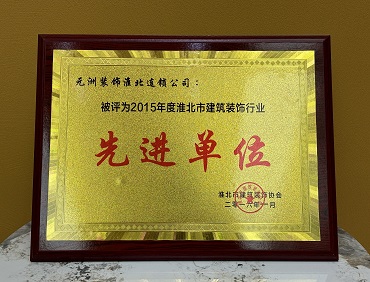 元洲装饰淮北连锁公司：
被评为2015年度淮北市建筑装饰行业
先进单位
淮北市建筑装饰协会
二零一六年一月